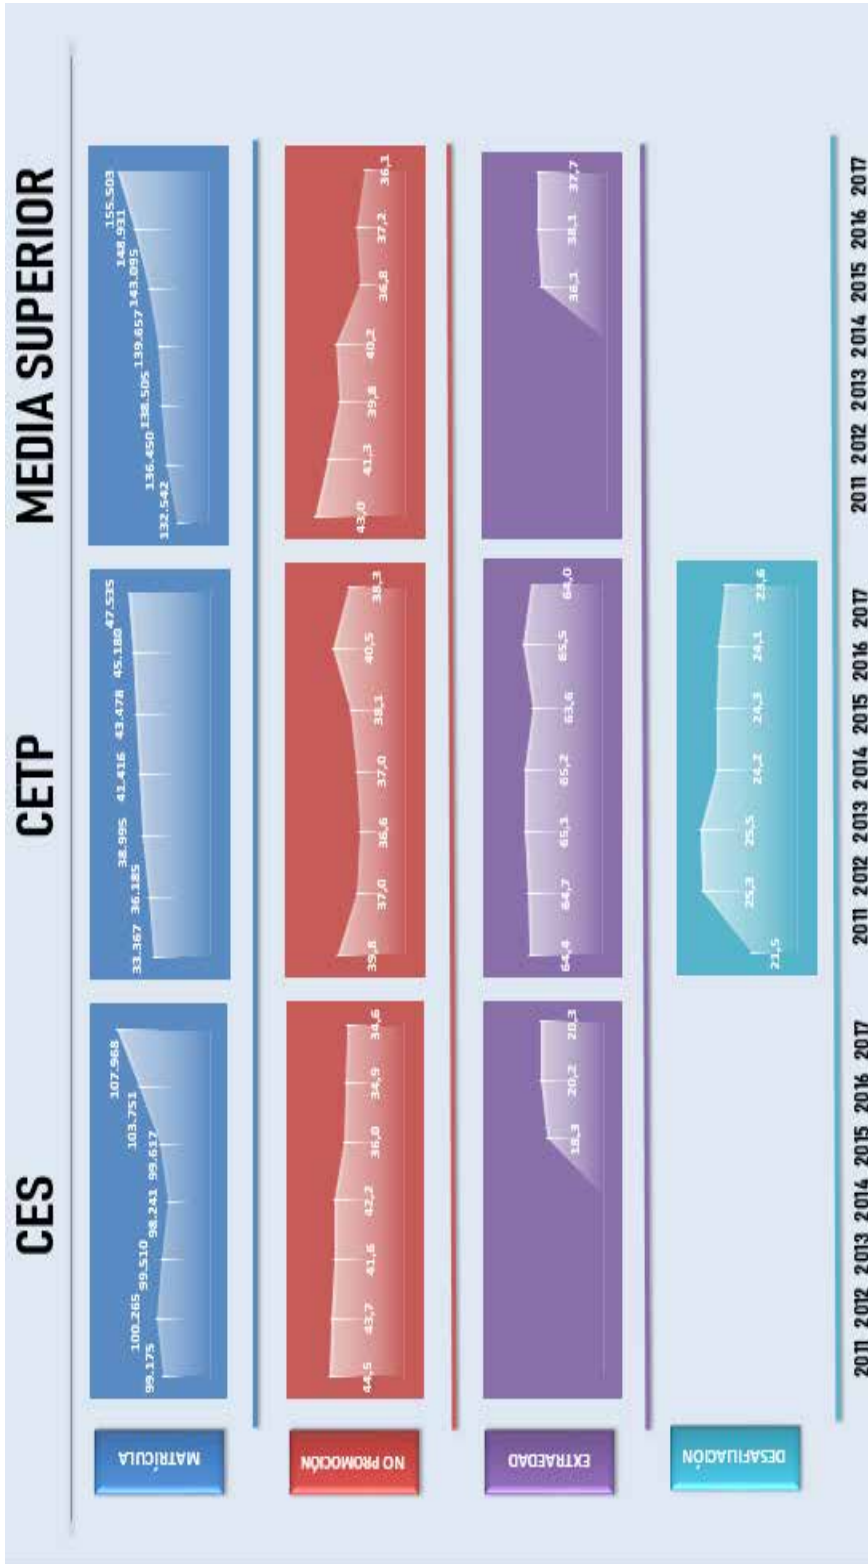 CES CETP MEDIA SUPERIOR
MATRÍCULA
99.175 100.265 99.510 98.241 99.617 103.751 107.968
33.367 36.185 38.995 41.416 43.478 45.180 47.535
132.542 136.450 138.505 139.657 143.095 148.931 155.503
NO PROMOCIÓN
44,5 43,7 41,6 42,2 36,0 34,9 34,6
39,8 37,0 36,6 37,0 38,1 40,5 38,3
43,0 41,3 39,8 40,2 36,8 37,2 36,1
EXTRAEDAD
18,3 20,2 20,3
64,4 64,7 65,1 65,2 63,6 65,5 64,0
36,1 38,1 37,7
DESAFILIACIÓN
21,5 25,3 25,5 24,2 24,3 24,1 23,6
2011 2012 2013 2014 2015 2016 2017
2011 2012 2013 2014 2015 2016 2017
2011 2012 2013 2014 2015 2016 2017